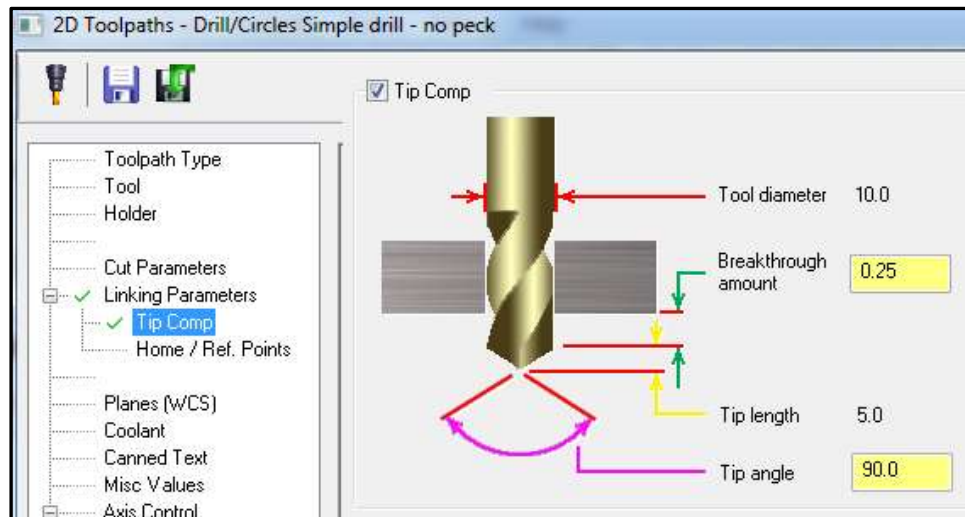 2D Toolpaths - Drill/Circles Simple drill - no peck
Toolpath Type
Tool
Holder
Cut Parameters
Linking Parameters
Tip Comp
Home / Ref. Points
Planes (WCS)
Coolant
Canned Text
Misc Values
Axis Control
Tip Comp
Tool diameter 10.0
Breakthrough
amount 0.25
Tip length 5.0
Tip angle 90.0